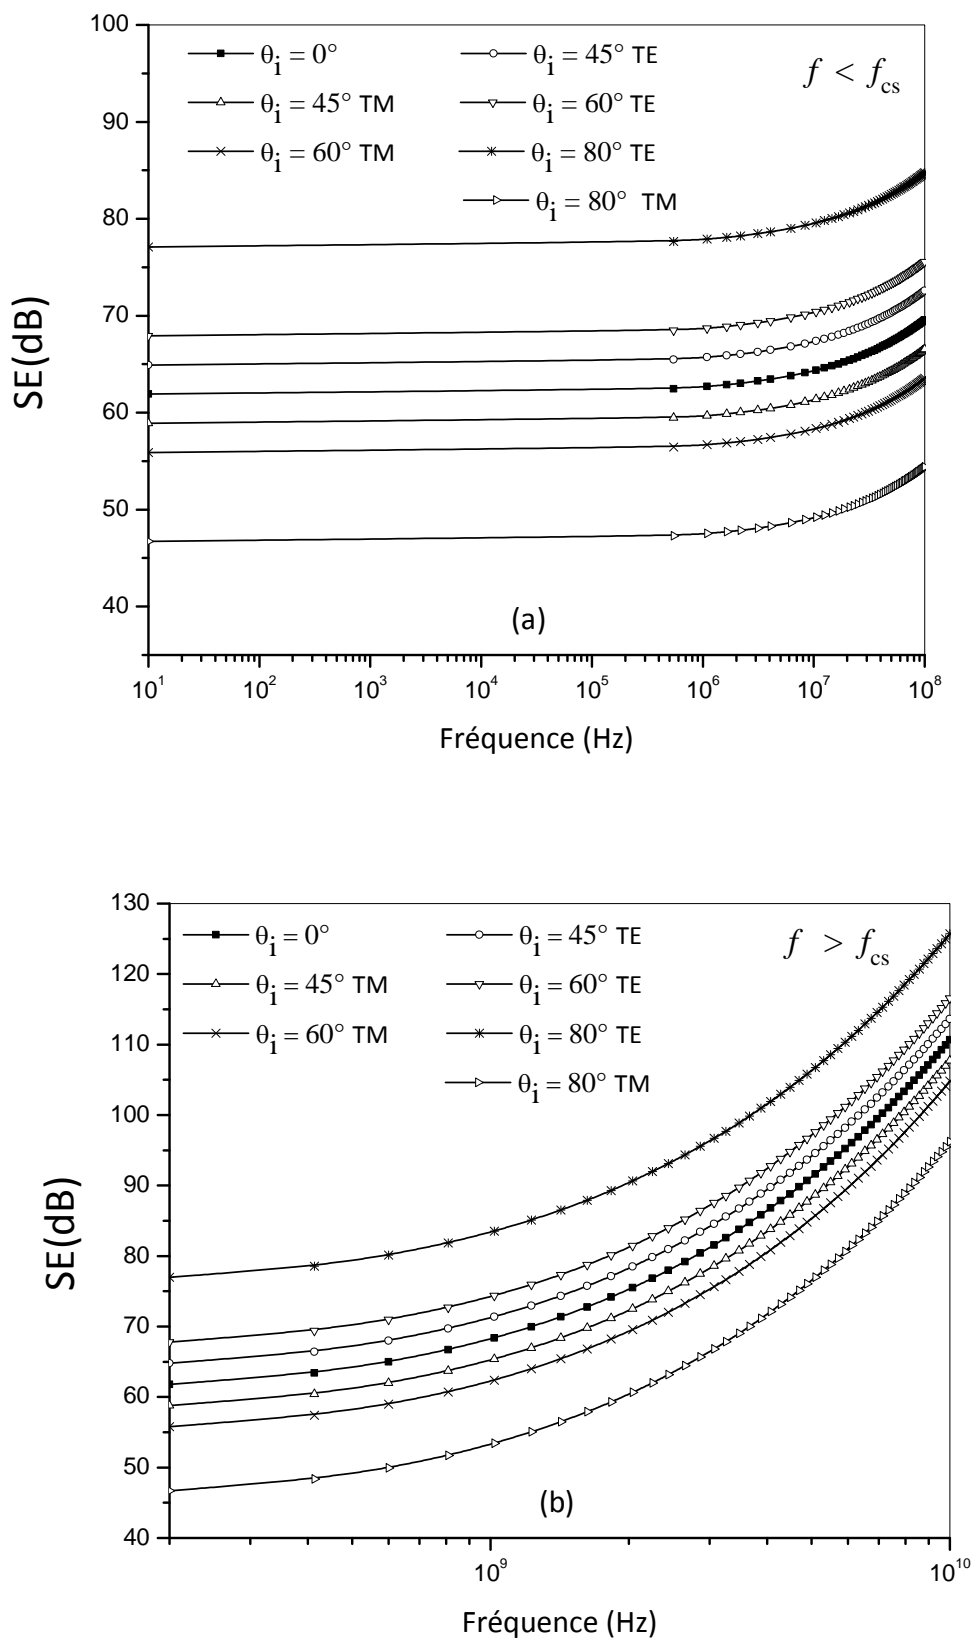 100
90
80
70
60
50
40
SE(dB)
θi = 0°
θi = 45° TE
θi = 45° TM
θi = 60° TE
θi = 60° TM
θi = 80° TE
θi = 80° TM
f < fcs
(a)
10¹ 10² 10³ 10⁴ 10⁵ 10⁶ 10⁷ 10⁸
Fréquence (Hz)
130
120
110
100
90
80
70
60
50
40
SE(dB)
θi = 0°
θi = 45° TE
θi = 45° TM
θi = 60° TE
θi = 60° TM
θi = 80° TE
θi = 80° TM
f > fcs
(b)
10⁹ 10¹⁰
Fréquence (Hz)